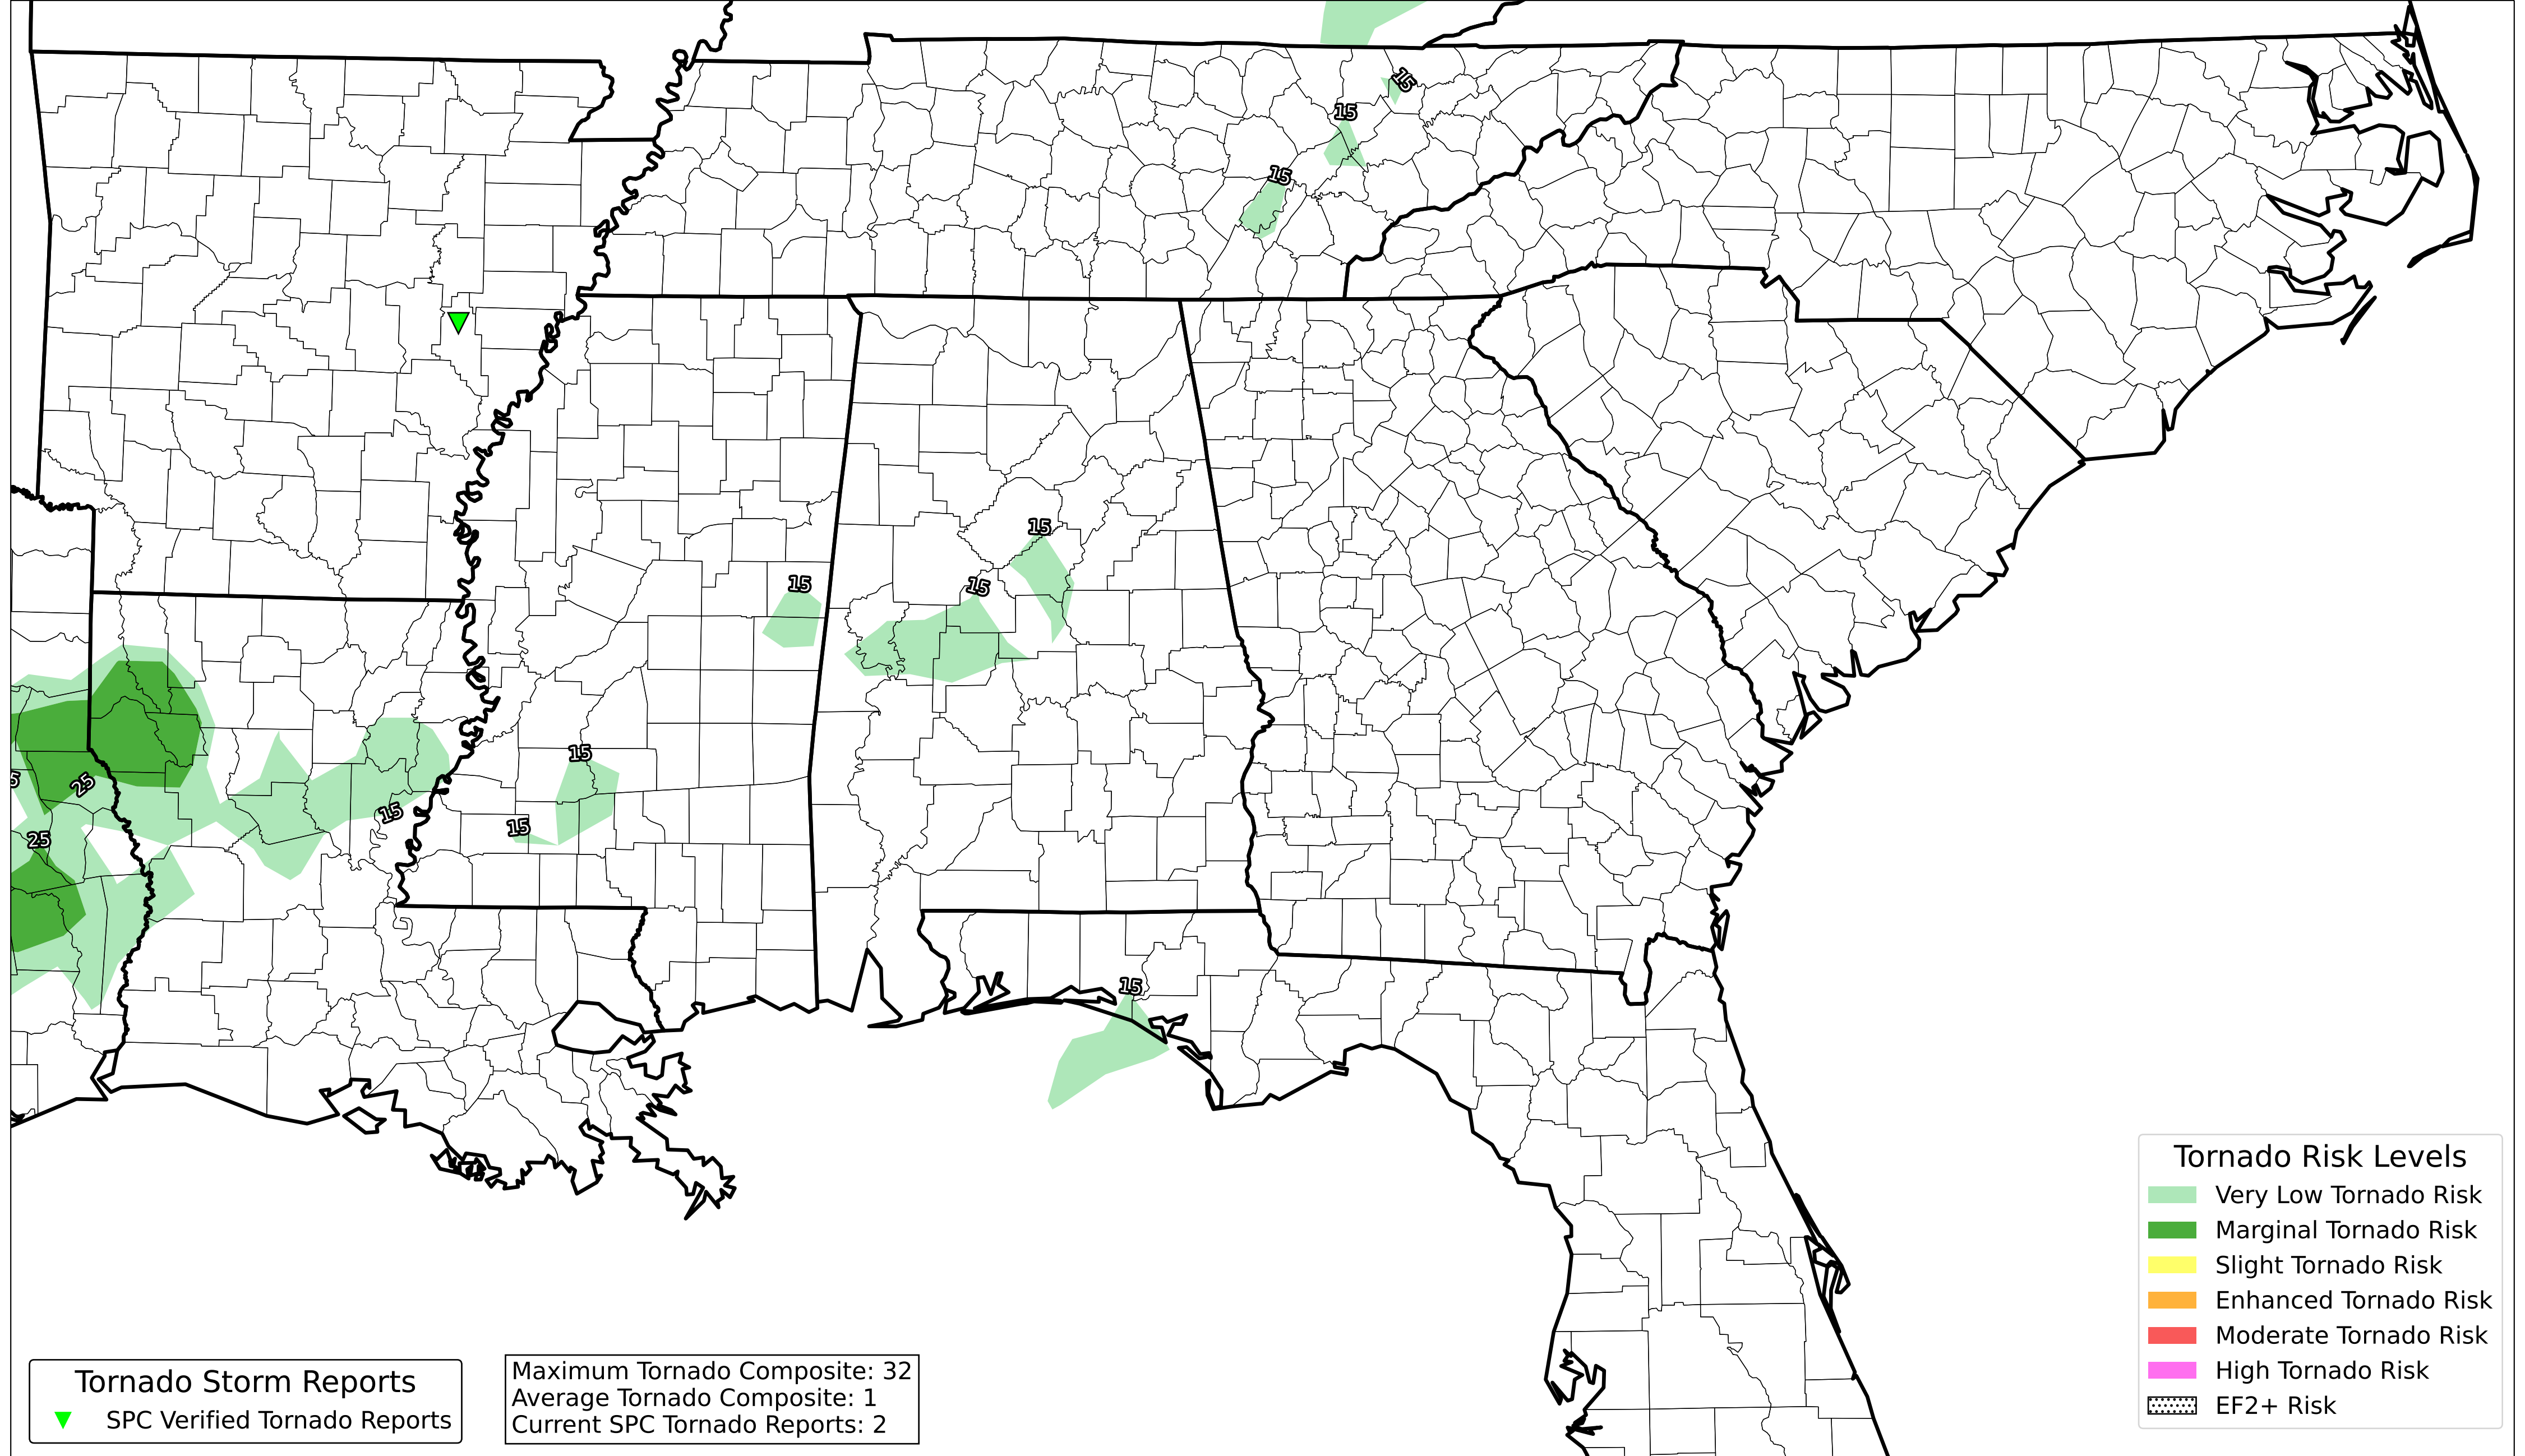 15
15
15
15
15
15
15
25
15
15
25
15
Tornado Risk Levels
Very Low Tornado Risk
Marginal Tornado Risk
Slight Tornado Risk
Enhanced Tornado Risk
Moderate Tornado Risk
High Tornado Risk
EF2+ Risk
Tornado Storm Reports
SPC Verified Tornado Reports
Maximum Tornado Composite: 32
Average Tornado Composite: 1
Current SPC Tornado Reports: 2